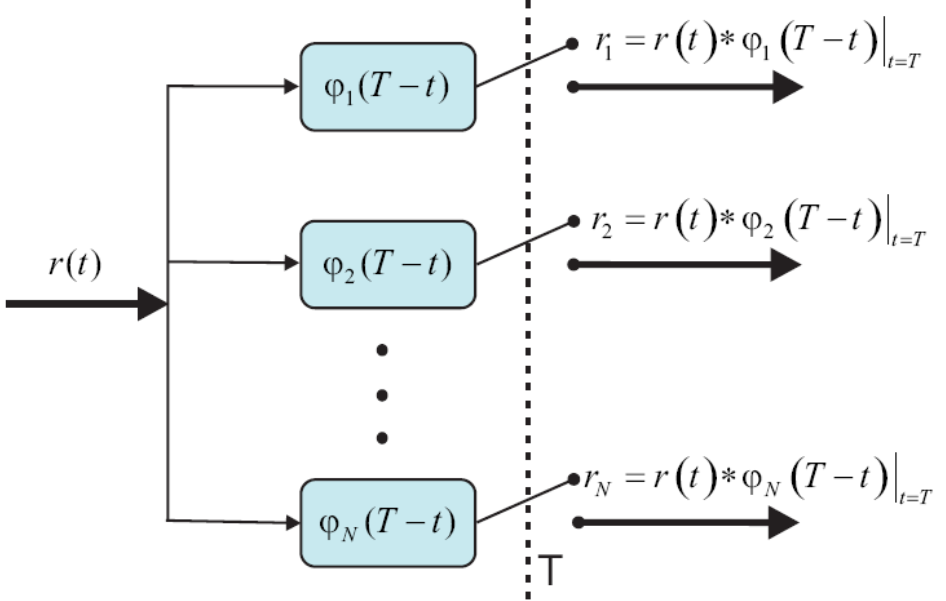 φ₁(T − t)
r₁ = r(t) * φ₁(T − t)|ₜ₌T
r(t)
φ₂(T − t)
r₂ = r(t) * φ₂(T − t)|ₜ₌T
φN(T − t)
rN = r(t) * φN(T − t)|ₜ₌T
T